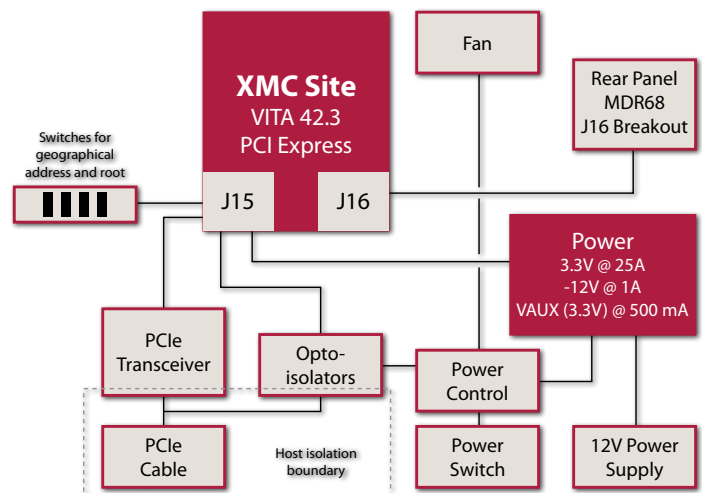 Fan
XMC Site
VITA 42.3
PCI Express
Rear Panel
MDR68
J16 Breakout
Switches for
geographical
address and root
J15
J16
Power
3.3V @ 25A
-12V @ 1A
VAUX (3.3V) @ 500 mA
PCIe
Transceiver
Opto-
isolators
Power
Control
PCIe
Cable
Host isolation
boundary
Power
Switch
12V Power
Supply